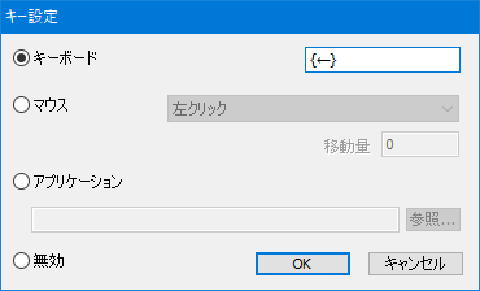 キー設定
キーボード {←}
マウス 左クリック
移動量 0
アプリケーション
参照...
無効 OK キャンセル